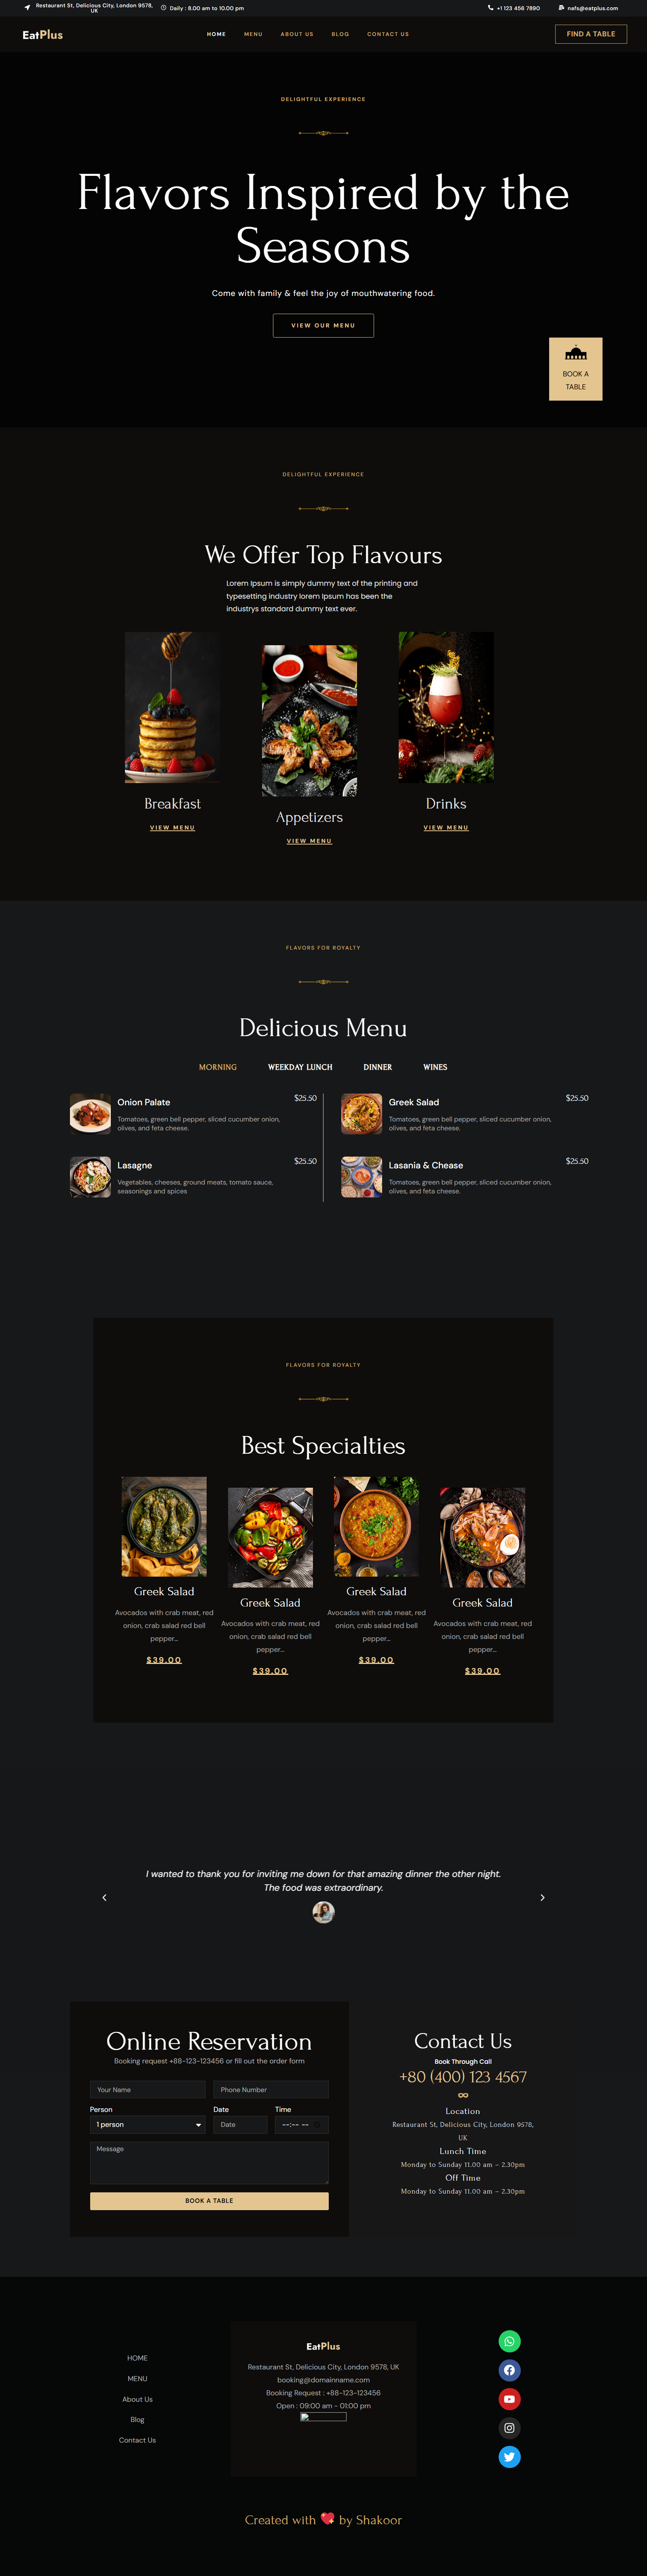 Restaurant St, Delicious City, London 9578,
UK
Daily : 8.00 am to 10.00 pm
+1 123 456 7890
nafs@eatplus.com
EatPlus
HOME
MENU
ABOUT US
BLOG
CONTACT US
FIND A TABLE
DELIGHTFUL EXPERIENCE
Flavors Inspired by the
Seasons
Come with family & feel the joy of mouthwatering food.
VIEW OUR MENU
BOOK A
TABLE
DELIGHTFUL EXPERIENCE
We Offer Top Flavours
Lorem Ipsum is simply dummy text of the printing and
typesetting industry lorem Ipsum has been the
industrys standard dummy text ever.
Breakfast
VIEW MENU
Appetizers
VIEW MENU
Drinks
VIEW MENU
FLAVORS FOR ROYALTY
Delicious Menu
MORNING
WEEKDAY LUNCH
DINNER
WINES
Onion Palate
$25.50
Tomatoes, green bell pepper, sliced cucumber onion,
olives, and feta cheese.
Lasagne
$25.50
Vegetables, cheeses, ground meats, tomato sauce,
seasonings and spices
Greek Salad
$25.50
Tomatoes, green bell pepper, sliced cucumber onion,
olives, and feta cheese.
Lasania & Chease
$25.50
Tomatoes, green bell pepper, sliced cucumber onion,
olives, and feta cheese.
FLAVORS FOR ROYALTY
Best Specialties
Greek Salad
Avocados with crab meat, red
onion, crab salad red bell
pepper...
$39.00
Greek Salad
Avocados with crab meat, red
onion, crab salad red bell
pepper...
$39.00
Greek Salad
Avocados with crab meat, red
onion, crab salad red bell
pepper...
$39.00
Greek Salad
Avocados with crab meat, red
onion, crab salad red bell
pepper...
$39.00
I wanted to thank you for inviting me down for that amazing dinner the other night.
The food was extraordinary.
Online Reservation
Booking request +88-123-123456 or fill out the order form
Your Name
Phone Number
Person
Date
Time
1 person
Date
--:-- --
Message
BOOK A TABLE
Contact Us
Book Through Call
+80 (400) 123 4567
Location
Restaurant St, Delicious City, London 9578,
UK
Lunch Time
Monday to Sunday 11.00 am – 2.30pm
Off Time
Monday to Sunday 11.00 am – 2.30pm
HOME
MENU
About Us
Blog
Contact Us
EatPlus
Restaurant St, Delicious City, London 9578, UK
booking@domainname.com
Booking Request : +88-123-123456
Open : 09:00 am - 01:00 pm
Created with 💖 by Shakoor